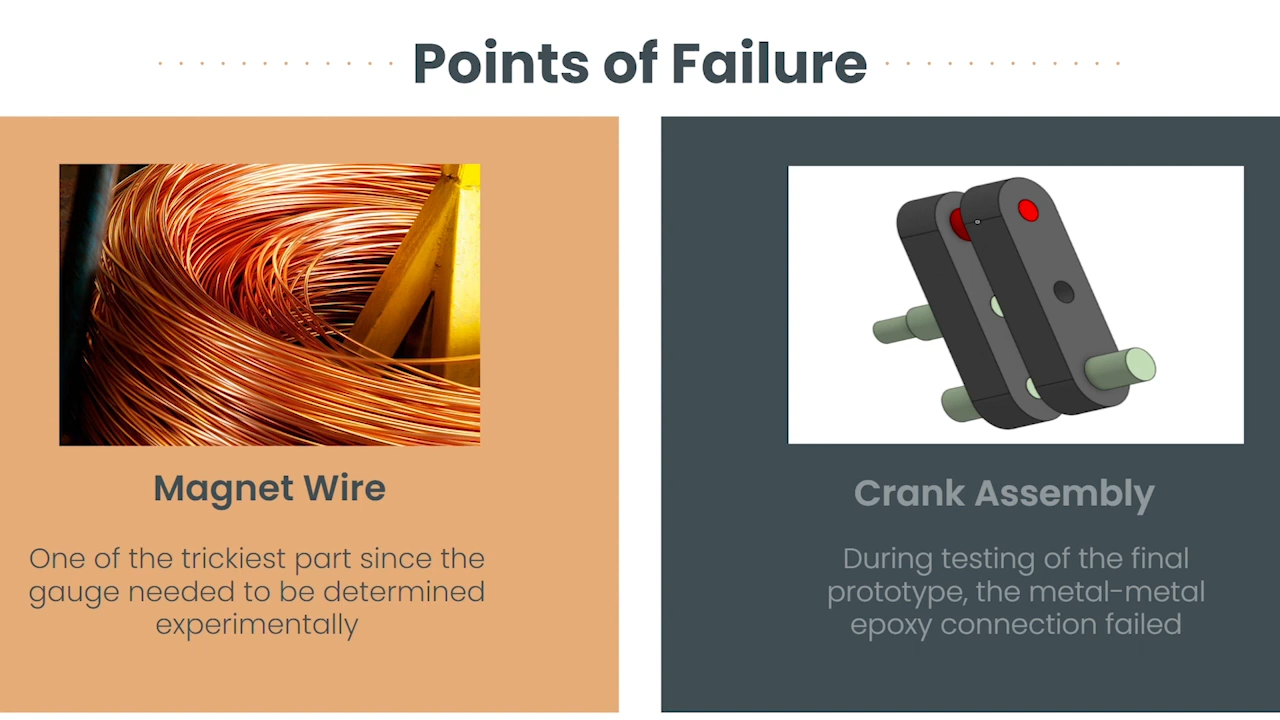 Points of Failure
Magnet Wire
One of the trickiest part since the
gauge needed to be determined
experimentally
Crank Assembly
During testing of the final
prototype, the metal-metal
epoxy connection failed